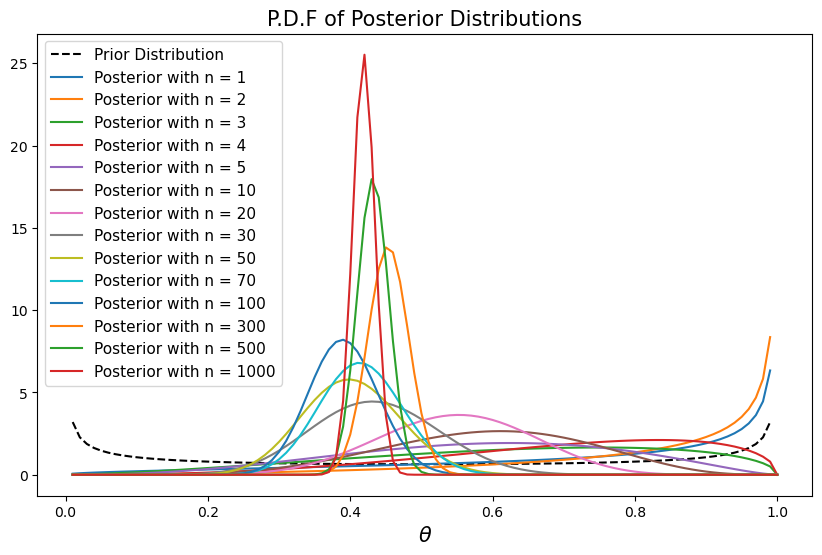 P.D.F of Posterior Distributions
Prior Distribution
Posterior with n = 1
Posterior with n = 2
Posterior with n = 3
Posterior with n = 4
Posterior with n = 5
Posterior with n = 10
Posterior with n = 20
Posterior with n = 30
Posterior with n = 50
Posterior with n = 70
Posterior with n = 100
Posterior with n = 300
Posterior with n = 500
Posterior with n = 1000
25
20
15
10
5
0
0.0 0.2 0.4 0.6 0.8 1.0
θ